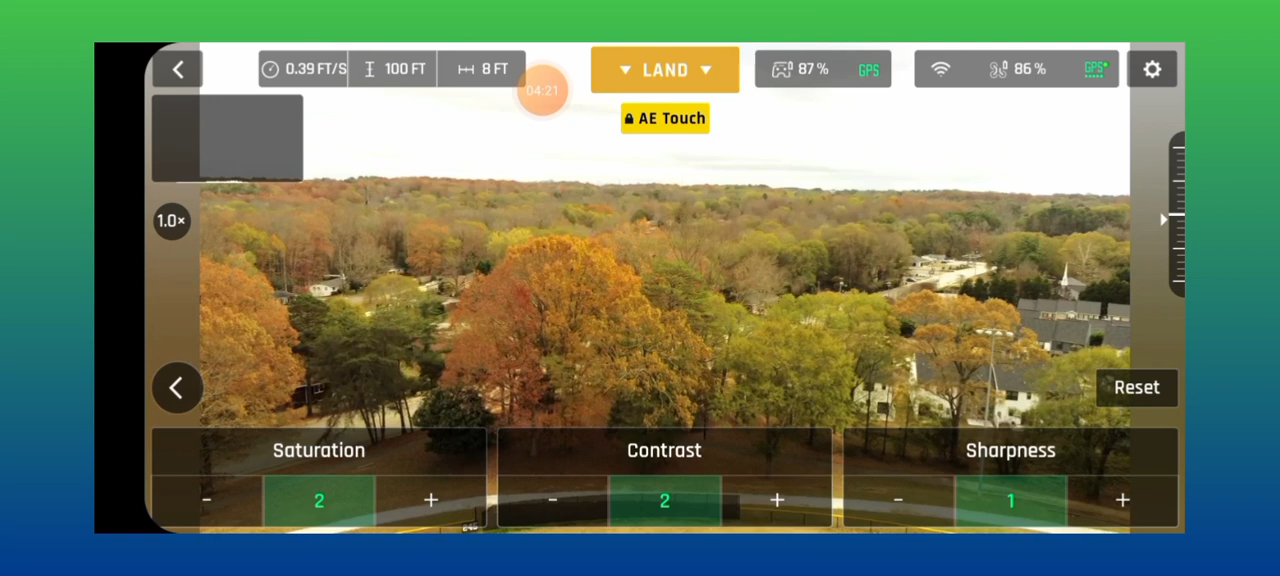 0.39 FT/S
100 FT
8 FT
04:21
LAND
87 %
GPS
86 %
GPS
AE Touch
1.0×
Reset
Saturation
Contrast
Sharpness
- 2 +
- 2 +
- 1 +
245